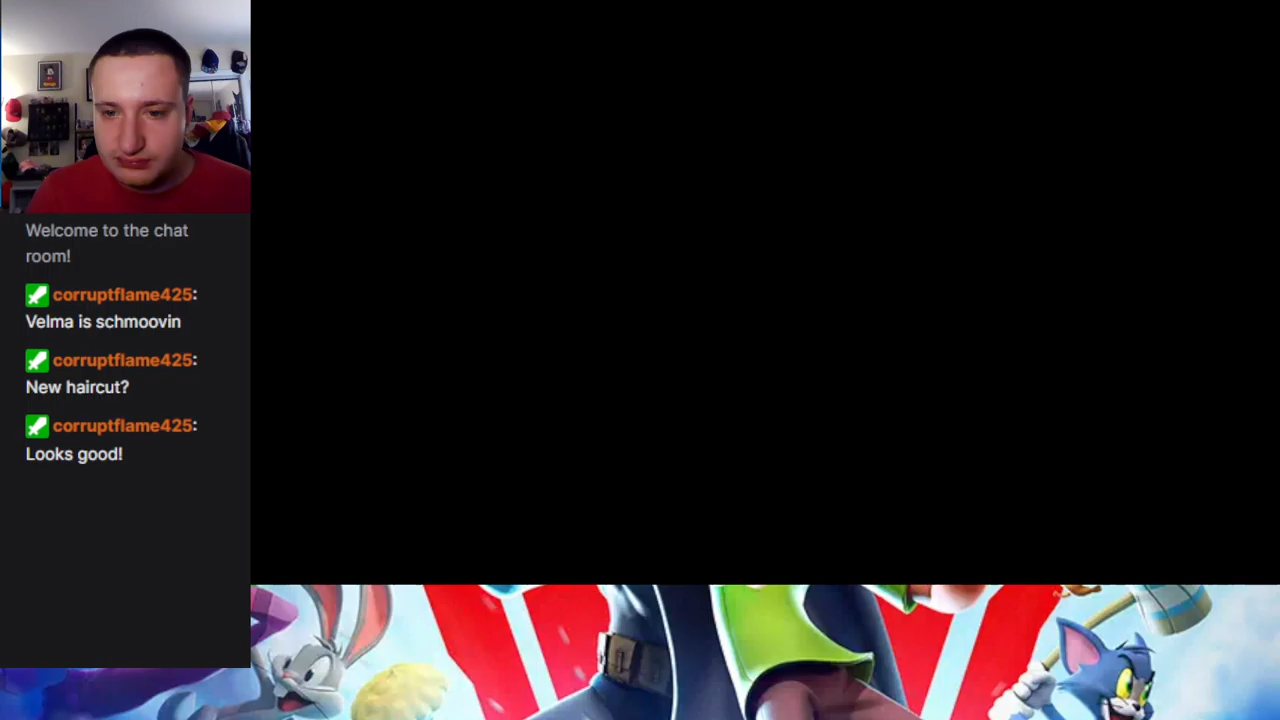 Welcome to the chat
room!
corruptflame425:
Velma is schmoovin
corruptflame425:
New haircut?
corruptflame425:
Looks good!